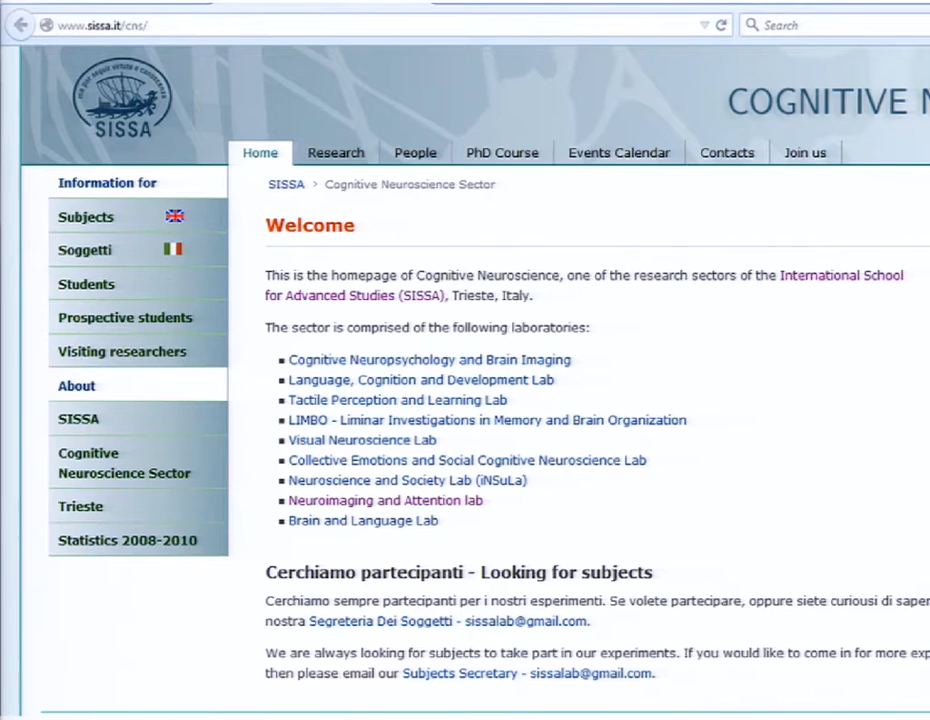 www.sissa.it/cns/
Search
SISSA
COGNITIVE
Home Research People PhD Course Events Calendar Contacts Join us
Information for
Subjects
Soggetti
Students
Prospective students
Visiting researchers
About
SISSA
Cognitive
Neuroscience Sector
Trieste
Statistics 2008-2010
SISSA > Cognitive Neuroscience Sector
Welcome
This is the homepage of Cognitive Neuroscience, one of the research sectors of the International School
for Advanced Studies (SISSA), Trieste, Italy.
The sector is comprised of the following laboratories:
Cognitive Neuropsychology and Brain Imaging
Language, Cognition and Development Lab
Tactile Perception and Learning Lab
LIMBO - Liminar Investigations in Memory and Brain Organization
Visual Neuroscience Lab
Collective Emotions and Social Cognitive Neuroscience Lab
Neuroscience and Society Lab (iNSuLa)
Neuroimaging and Attention lab
Brain and Language Lab
Cerchiamo partecipanti - Looking for subjects
Cerchiamo sempre partecipanti per i nostri esperimenti. Se volete partecipare, oppure siete curiousi di saper
nostra Segreteria Dei Soggetti - sissalab@gmail.com.
We are always looking for subjects to take part in our experiments. If you would like to come in for more exp
then please email our Subjects Secretary - sissalab@gmail.com.